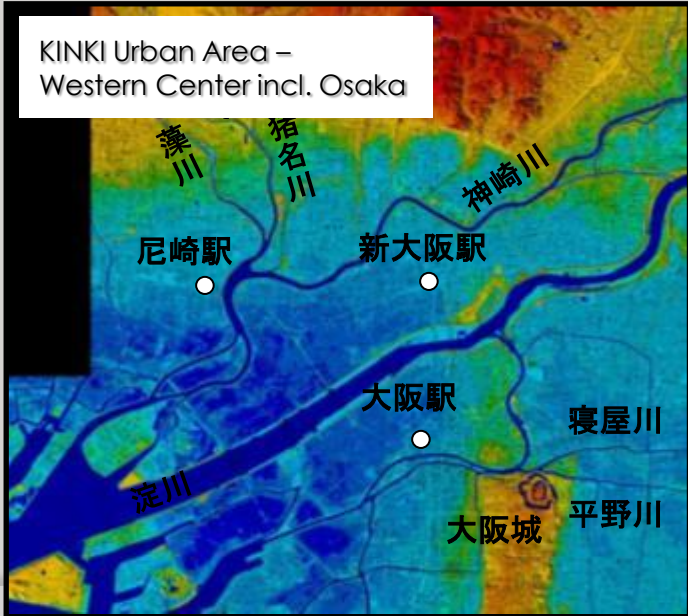 KINKI Urban Area –
Western Center incl. Osaka
藻川
猪名川
神崎川
尼崎駅
新大阪駅
大阪駅
寝屋川
淀川
大阪城
平野川